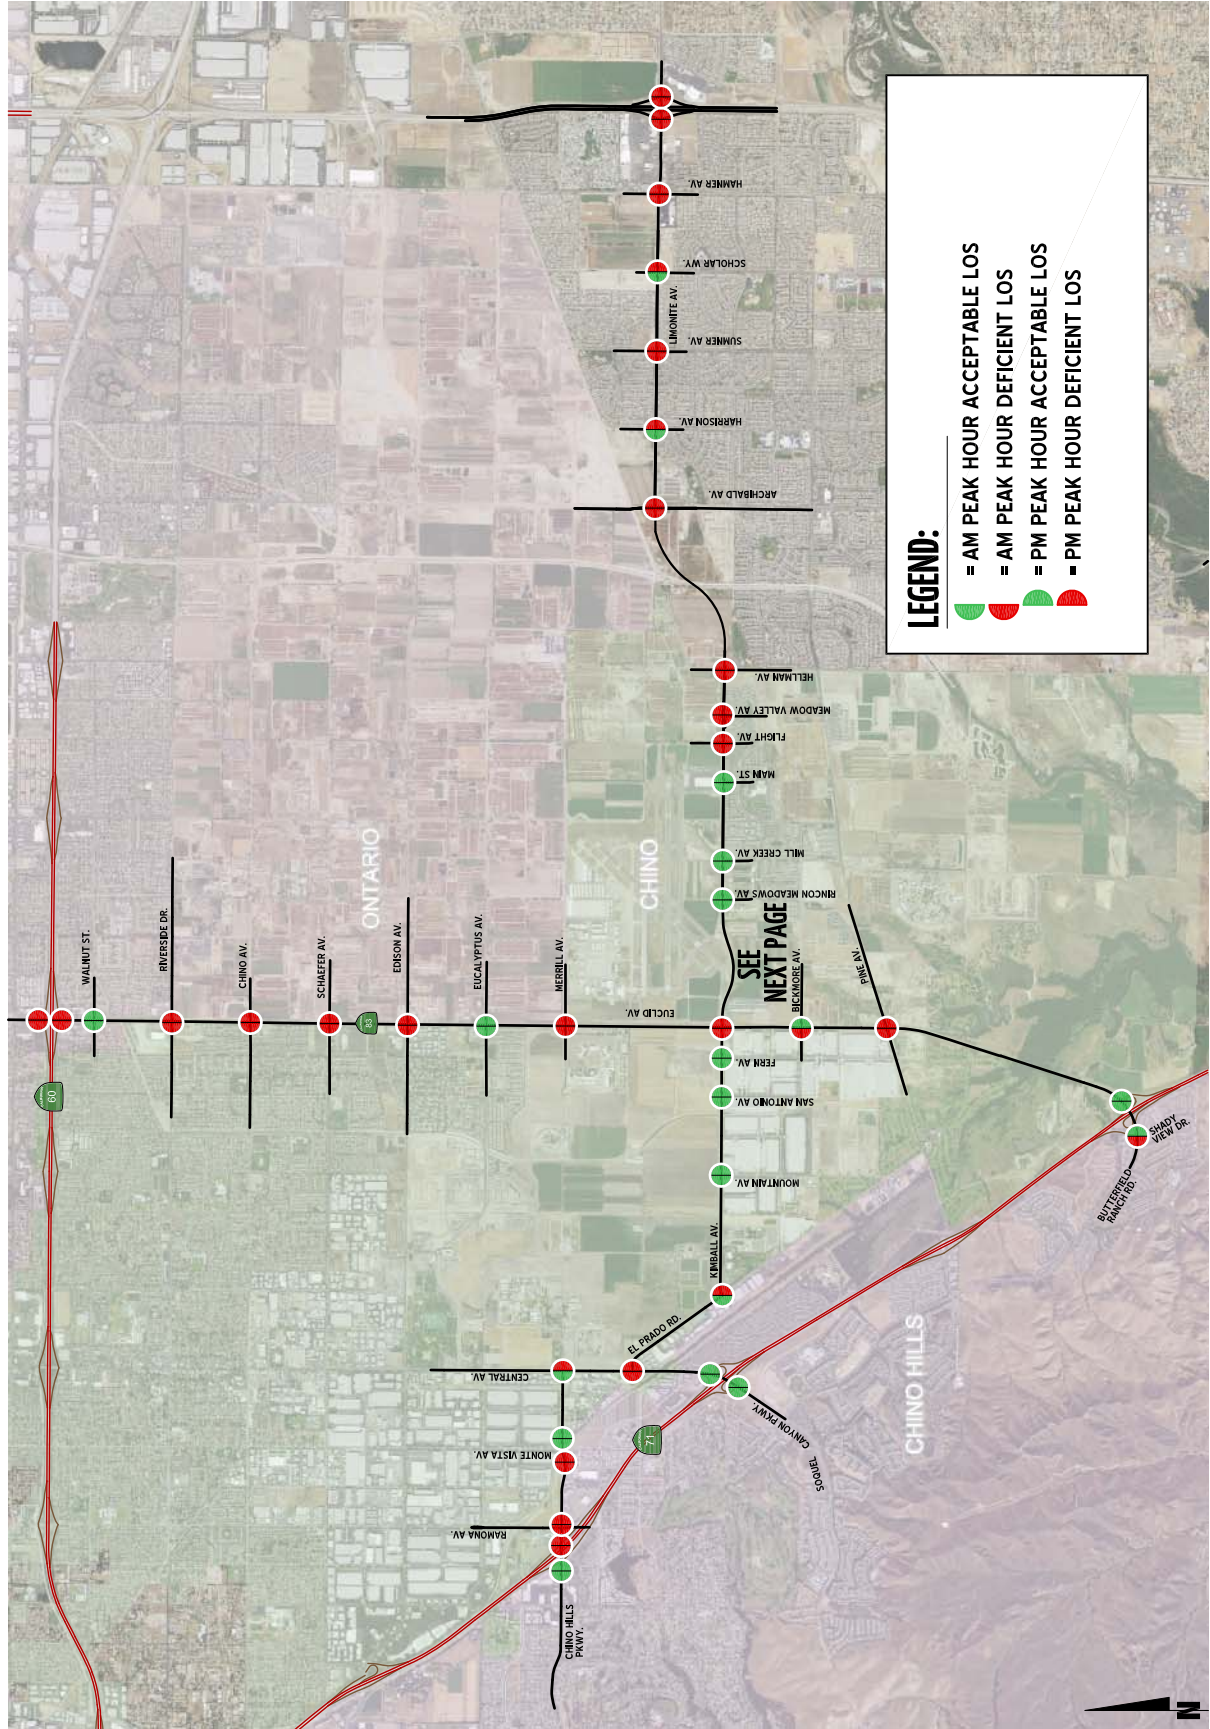 HAMNER AV.
SCHOLAR WY.
LIMONITE AV.
SUMNER AV.
HARRISON AV.
ARCHIBALD AV.
HELLMAN AV.
MEADOW VALLEY AV.
FLIGHT AV.
MAIN ST.
MILL CREEK AV.
RINCON MEADOWS AV.
SEE
NEXT PAGE
BICKMORE AV.
PINE AV.
EUCLID AV.
FERN AV.
SAN ANTONIO AV.
MOUNTAIN AV.
KIMBALL AV.
EL PRADO RD.
WALNUT ST.
RIVERSIDE DR.
CHINO AV.
SCHAEFER AV.
EDISON AV.
EUCALYPTUS AV.
MERRILL AV.
83
60
71
ONTARIO
CHINO
CHINO HILLS
CENTRAL AV.
MONTE VISTA AV.
RAMONA AV.
CHINO HILLS
PKWY.
SOQUEL
CANYON PKWY.
BUTTERFIELD
RANCH RD.
SHADY
VIEW DR.
LEGEND:
= AM PEAK HOUR ACCEPTABLE LOS
= AM PEAK HOUR DEFICIENT LOS
= PM PEAK HOUR ACCEPTABLE LOS
= PM PEAK HOUR DEFICIENT LOS
N